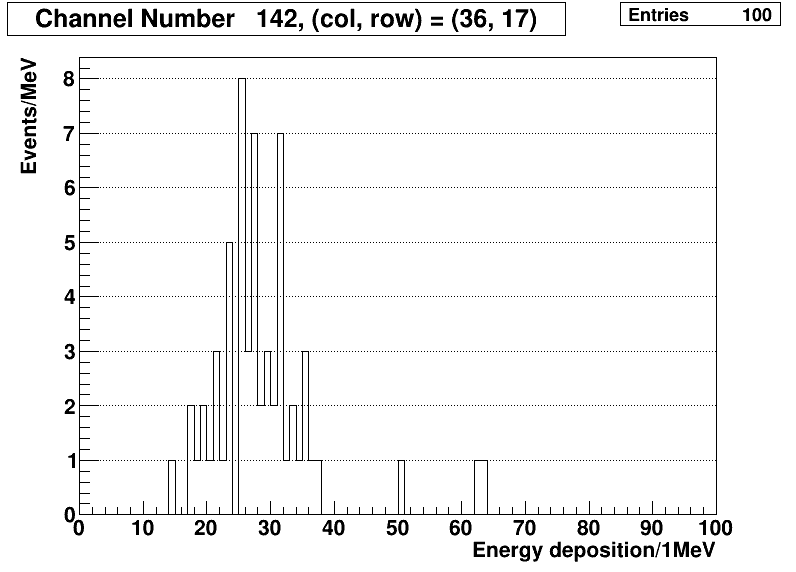 Channel Number 142, (col, row) = (36, 17)
Entries 100
Events/MeV
8
7
6
5
4
3
2
1
0
0 10 20 30 40 50 60 70 80 90 100
Energy deposition/1MeV